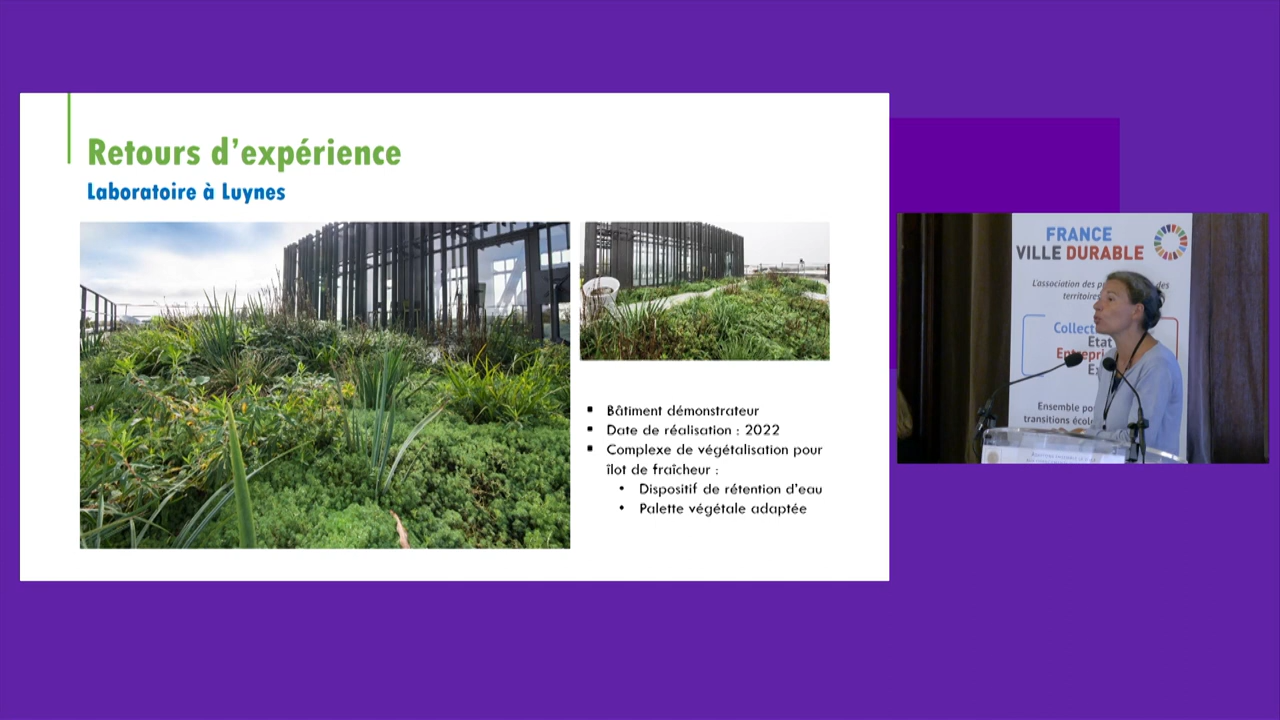 Retours d'expérience
Laboratoire à Luynes
▪ Bâtiment démonstrateur
▪ Date de réalisation : 2022
▪ Complexe de végétalisation pour
îlot de fraîcheur :
• Dispositif de rétention d'eau
• Palette végétale adaptée
FRANCE
VILLE DURABLE
L'association des des
territoires
Collect
Etat
Entrepri
Ensemble po
transitions écol